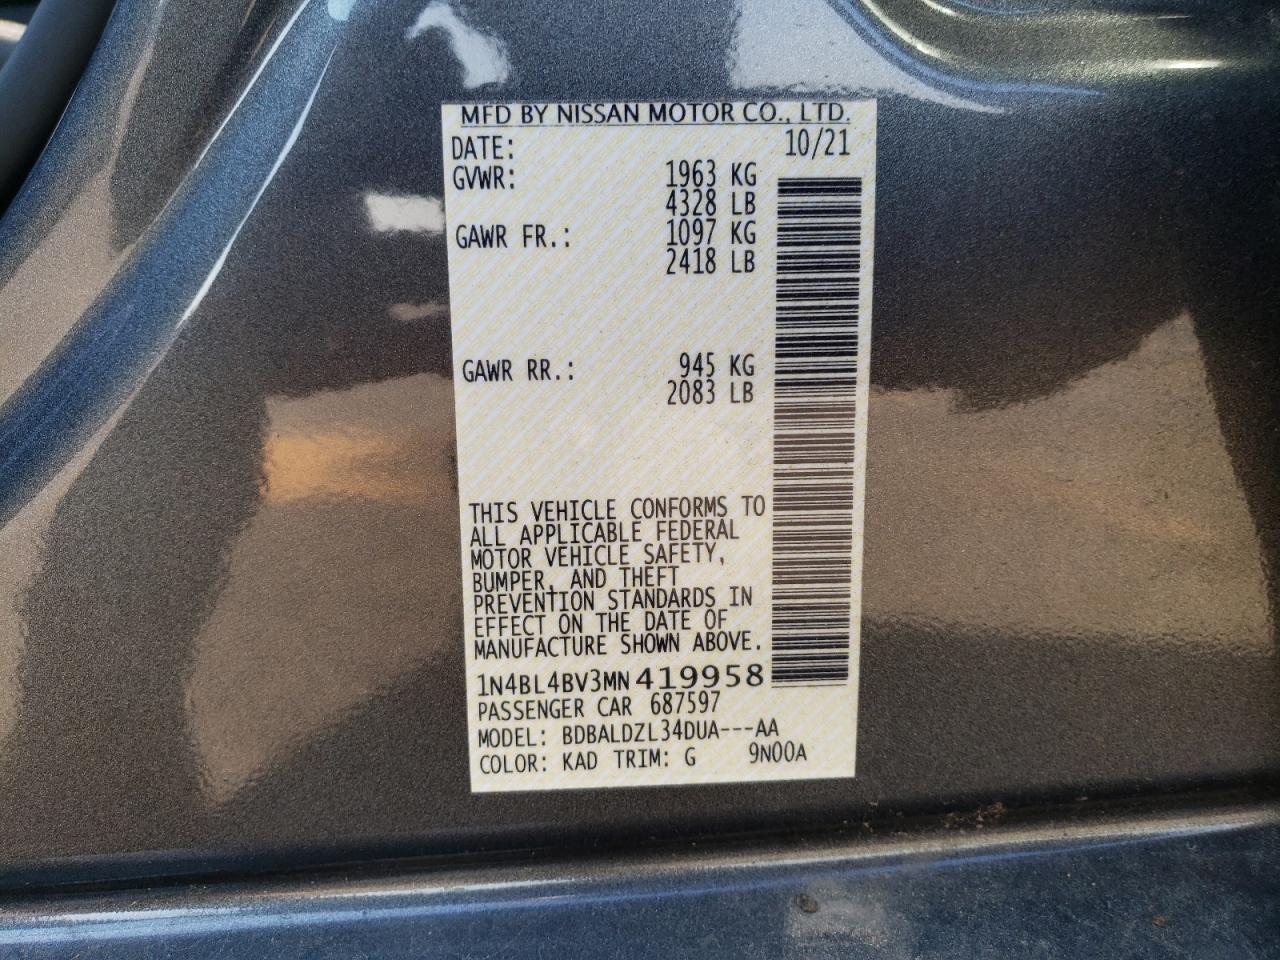 MFD BY NISSAN MOTOR CO., LTD.
DATE: 10/21
GVWR: 1963 KG
4328 LB
GAWR FR.: 1097 KG
2418 LB
GAWR RR.: 945 KG
2083 LB
THIS VEHICLE CONFORMS TO
ALL APPLICABLE FEDERAL
MOTOR VEHICLE SAFETY,
BUMPER, AND THEFT
PREVENTION STANDARDS IN
EFFECT ON THE DATE OF
MANUFACTURE SHOWN ABOVE.
1N4BL4BV3MN419958
PASSENGER CAR 687597
MODEL: BDBALDZL34DUA---AA
COLOR: KAD TRIM: G 9N00A